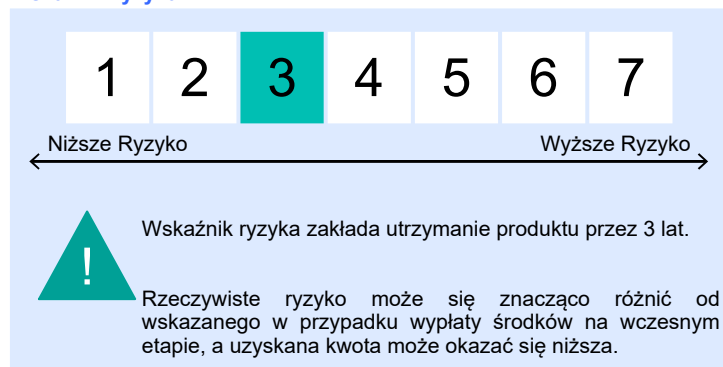 1 2 3 4 5 6 7
Niższe Ryzyko Wyższe Ryzyko
!
Wskaźnik ryzyka zakłada utrzymanie produktu przez 3 lat.
Rzeczywiste ryzyko może się znacząco różnić od
wskazanego w przypadku wypłaty środków na wczesnym
etapie, a uzyskana kwota może okazać się niższa.